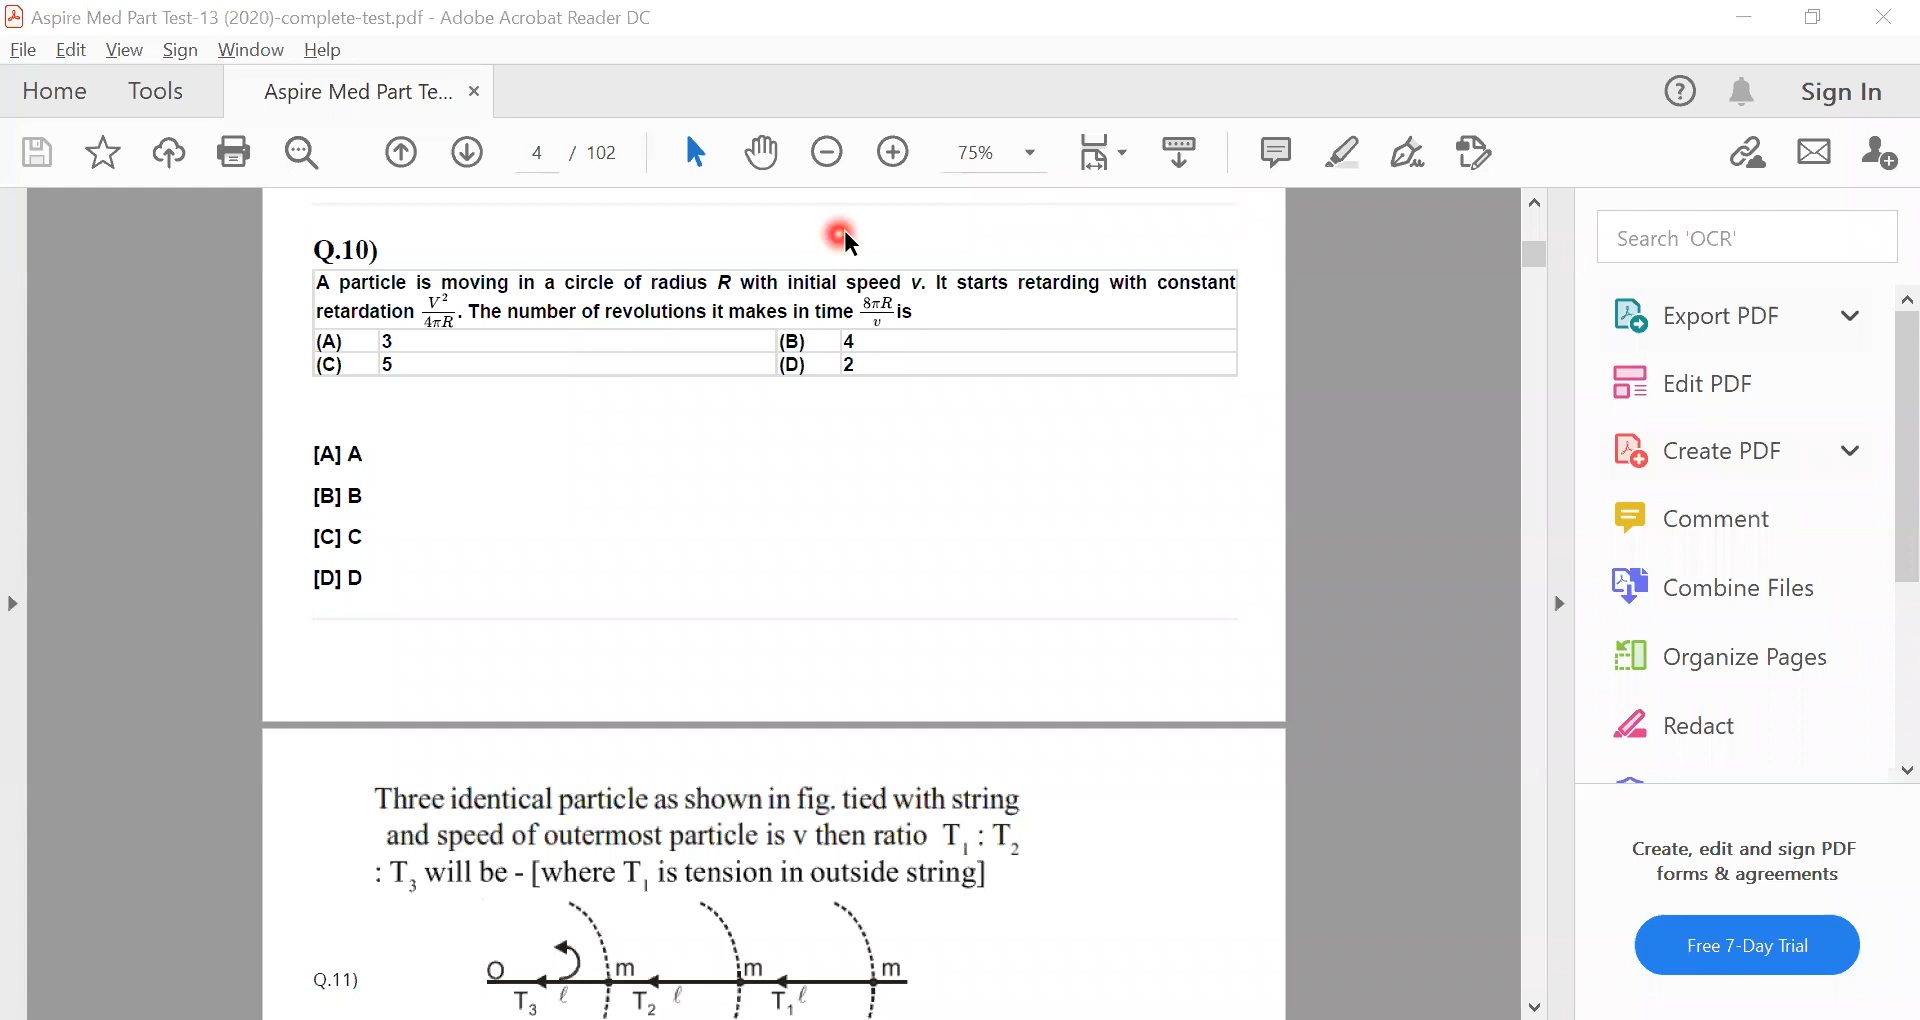 Aspire Med Part Test-13 (2020)-complete-test.pdf - Adobe Acrobat Reader DC
File Edit View Sign Window Help
Home Tools Aspire Med Part Te... × Sign In
4 / 102 75%
Q.10)
A particle is moving in a circle of radius R with initial speed v. It starts retarding with constant
retardation V²/4πR. The number of revolutions it makes in time 8πR/v is
(A) 3 (B) 4
(C) 5 (D) 2
[A] A
[B] B
[C] C
[D] D
Three identical particle as shown in fig. tied with string
and speed of outermost particle is v then ratio T₁ : T₂
: T₃ will be - [where T₁ is tension in outside string]
Q.11)
O m m m
T₃ ℓ T₂ ℓ T₁ ℓ
Search 'OCR'
Export PDF
Edit PDF
Create PDF
Comment
Combine Files
Organize Pages
Redact
Create, edit and sign PDF
forms & agreements
Free 7-Day Trial